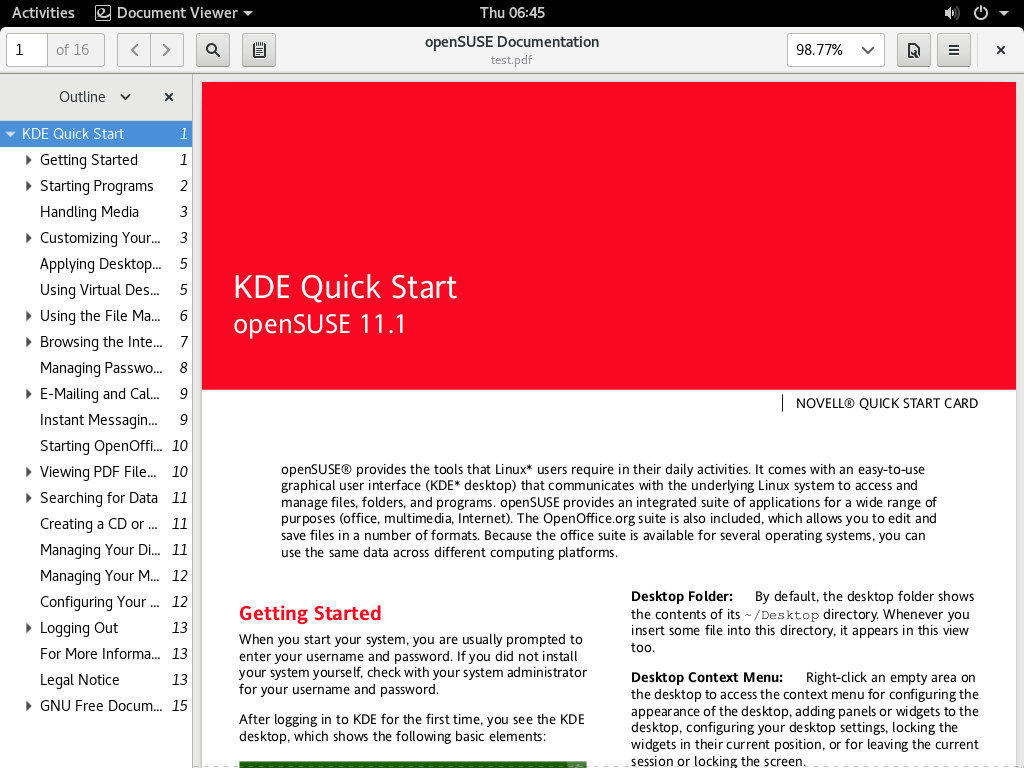 Activities
Document Viewer
Thu 06:45
1
of 16
openSUSE Documentation
test.pdf
98.77%
Outline
KDE Quick Start 1
Getting Started 1
Starting Programs 2
Handling Media 3
Customizing Your... 3
Applying Desktop... 5
Using Virtual Des... 5
Using the File Ma... 6
Browsing the Inte... 7
Managing Passwo... 8
E-Mailing and Cal... 9
Instant Messagin... 9
Starting OpenOffi... 10
Viewing PDF File... 10
Searching for Data 11
Creating a CD or ... 11
Managing Your Di... 11
Managing Your M... 12
Configuring Your ... 12
Logging Out 13
For More Informa... 13
Legal Notice 13
GNU Free Docum... 15
KDE Quick Start
openSUSE 11.1
NOVELL® QUICK START CARD
openSUSE® provides the tools that Linux* users require in their daily activities. It comes with an easy-to-use
graphical user interface (KDE* desktop) that communicates with the underlying Linux system to access and
manage files, folders, and programs. openSUSE provides an integrated suite of applications for a wide range of
purposes (office, multimedia, Internet). The OpenOffice.org suite is also included, which allows you to edit and
save files in a number of formats. Because the office suite is available for several operating systems, you can
use the same data across different computing platforms.
Getting Started
When you start your system, you are usually prompted to
enter your username and password. If you did not install
your system yourself, check with your system administrator
for your username and password.
After logging in to KDE for the first time, you see the KDE
desktop, which shows the following basic elements:
Desktop Folder: By default, the desktop folder shows
the contents of its ~/Desktop directory. Whenever you
insert some file into this directory, it appears in this view
too.
Desktop Context Menu: Right-click an empty area on
the desktop to access the context menu for configuring the
appearance of the desktop, adding panels or widgets to the
desktop, configuring your desktop settings, locking the
widgets in their current position, or for leaving the current
session or locking the screen.